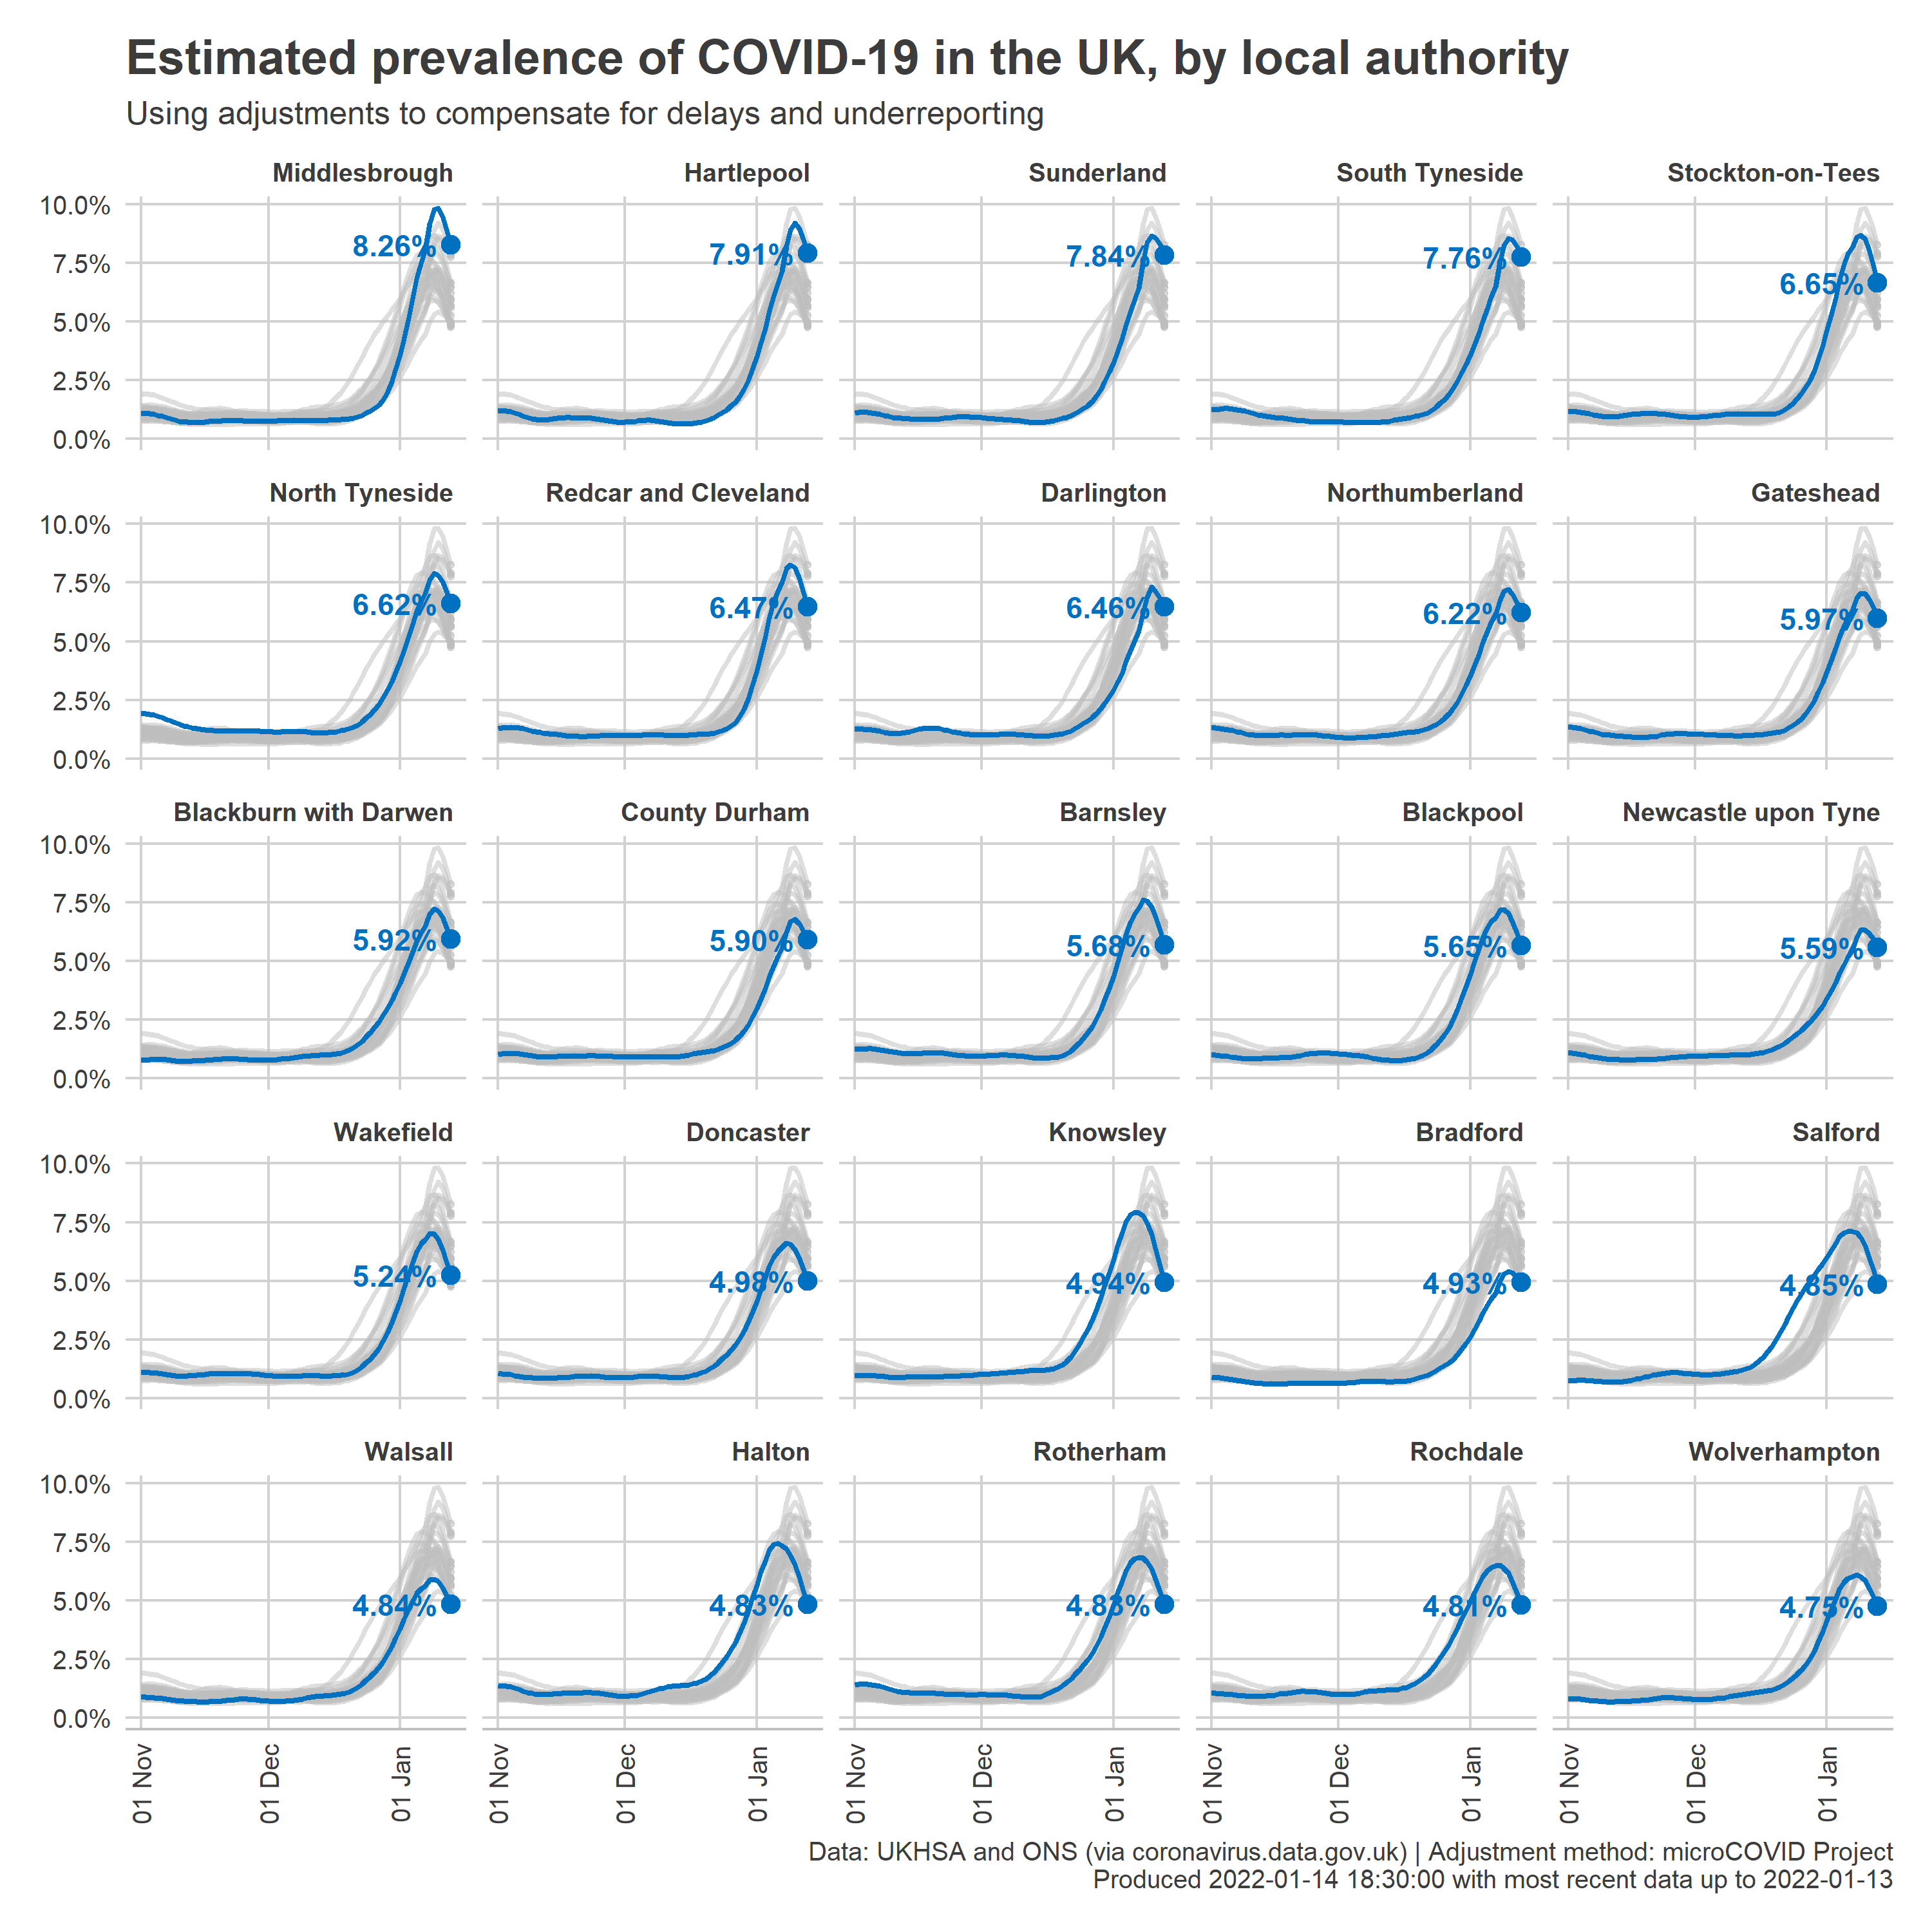 Estimated prevalence of COVID-19 in the UK, by local authority
Using adjustments to compensate for delays and underreporting
Middlesbrough Hartlepool Sunderland South Tyneside Stockton-on-Tees
10.0%
8.26% 7.91% 7.84% 7.76% 6.65%
7.5%
5.0%
2.5%
0.0%
North Tyneside Redcar and Cleveland Darlington Northumberland Gateshead
10.0%
7.5%
6.62% 6.47% 6.46% 6.22% 5.97%
5.0%
2.5%
0.0%
Blackburn with Darwen County Durham Barnsley Blackpool Newcastle upon Tyne
10.0%
7.5%
5.92% 5.90% 5.68% 5.65% 5.59%
5.0%
2.5%
0.0%
Wakefield Doncaster Knowsley Bradford Salford
10.0%
7.5%
5.0%
5.24% 4.98% 4.94% 4.93% 4.85%
2.5%
0.0%
Walsall Halton Rotherham Rochdale Wolverhampton
10.0%
7.5%
5.0%
4.84% 4.83% 4.83% 4.81% 4.75%
2.5%
0.0%
01 Nov 01 Dec 01 Jan 01 Nov 01 Dec 01 Jan 01 Nov 01 Dec 01 Jan 01 Nov 01 Dec 01 Jan 01 Nov 01 Dec 01 Jan
Data: UKHSA and ONS (via coronavirus.data.gov.uk) | Adjustment method: microCOVID Project
Produced 2022-01-14 18:30:00 with most recent data up to 2022-01-13